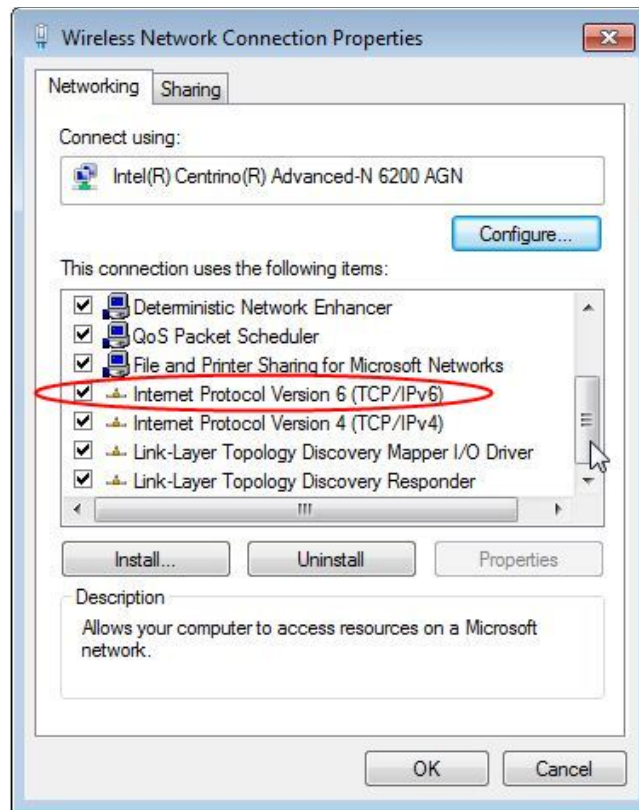 Wireless Network Connection Properties
Networking
Sharing
Connect using:
Intel(R) Centrino(R) Advanced-N 6200 AGN
Configure...
This connection uses the following items:
Deterministic Network Enhancer
QoS Packet Scheduler
File and Printer Sharing for Microsoft Networks
Internet Protocol Version 6 (TCP/IPv6)
Internet Protocol Version 4 (TCP/IPv4)
Link-Layer Topology Discovery Mapper I/O Driver
Link-Layer Topology Discovery Responder
Install...
Uninstall
Properties
Description
Allows your computer to access resources on a Microsoft
network.
OK
Cancel